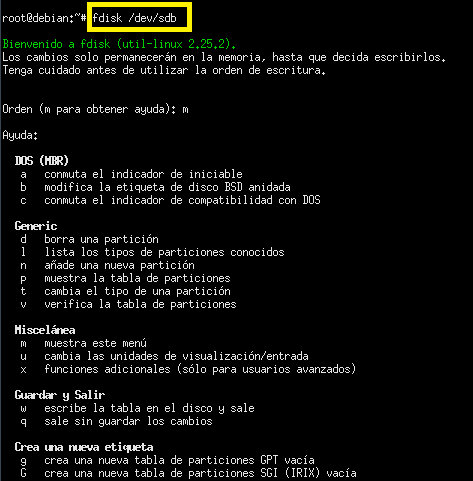 root@debian:~# fdisk /dev/sdb
Bienvenido a fdisk (util-linux 2.25.2).
Los cambios solo permanecerán en la memoria, hasta que decida escribirlos.
Tenga cuidado antes de utilizar la orden de escritura.
Orden (m para obtener ayuda): m
Ayuda:
DOS (MBR)
a conmuta el indicador de iniciable
b modifica la etiqueta de disco BSD anidada
c conmuta el indicador de compatibilidad con DOS
Generic
d borra una partición
l lista los tipos de particiones conocidos
n añade una nueva partición
p muestra la tabla de particiones
t cambia el tipo de una partición
v verifica la tabla de particiones
Miscelánea
m muestra este menú
u cambia las unidades de visualización/entrada
x funciones adicionales (sólo para usuarios avanzados)
Guardar y Salir
w escribe la tabla en el disco y sale
q sale sin guardar los cambios
Crea una nueva etiqueta
g crea una nueva tabla de particiones GPT vacía
G crea una nueva tabla de particiones SGI (IRIX) vacía